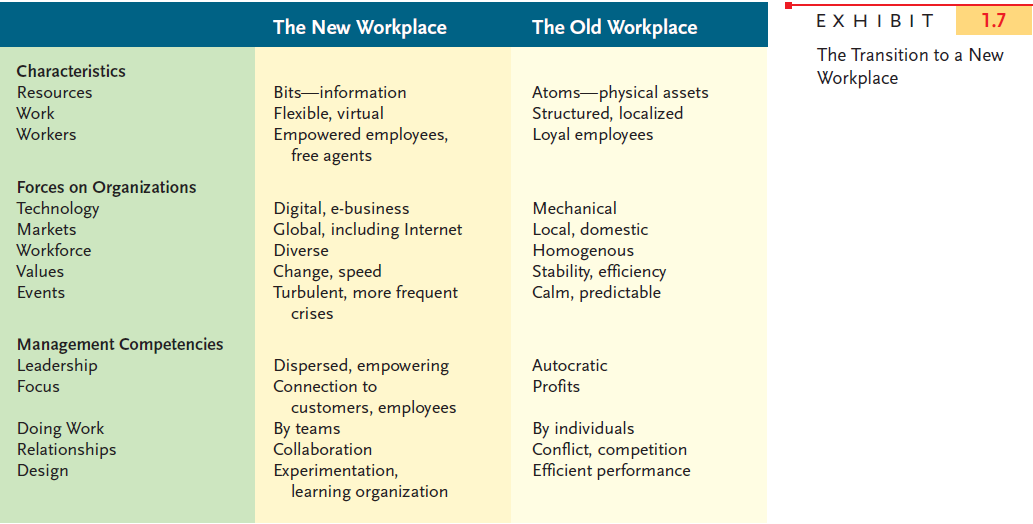 The New Workplace The Old Workplace
Characteristics
Resources Bits—information Atoms—physical assets
Work Flexible, virtual Structured, localized
Workers Empowered employees, Loyal employees
free agents
Forces on Organizations
Technology Digital, e-business Mechanical
Markets Global, including Internet Local, domestic
Workforce Diverse Homogenous
Values Change, speed Stability, efficiency
Events Turbulent, more frequent Calm, predictable
crises
Management Competencies
Leadership Dispersed, empowering Autocratic
Focus Connection to Profits
customers, employees
Doing Work By teams By individuals
Relationships Collaboration Conflict, competition
Design Experimentation, Efficient performance
learning organization
EXHIBIT 1.7
The Transition to a New
Workplace